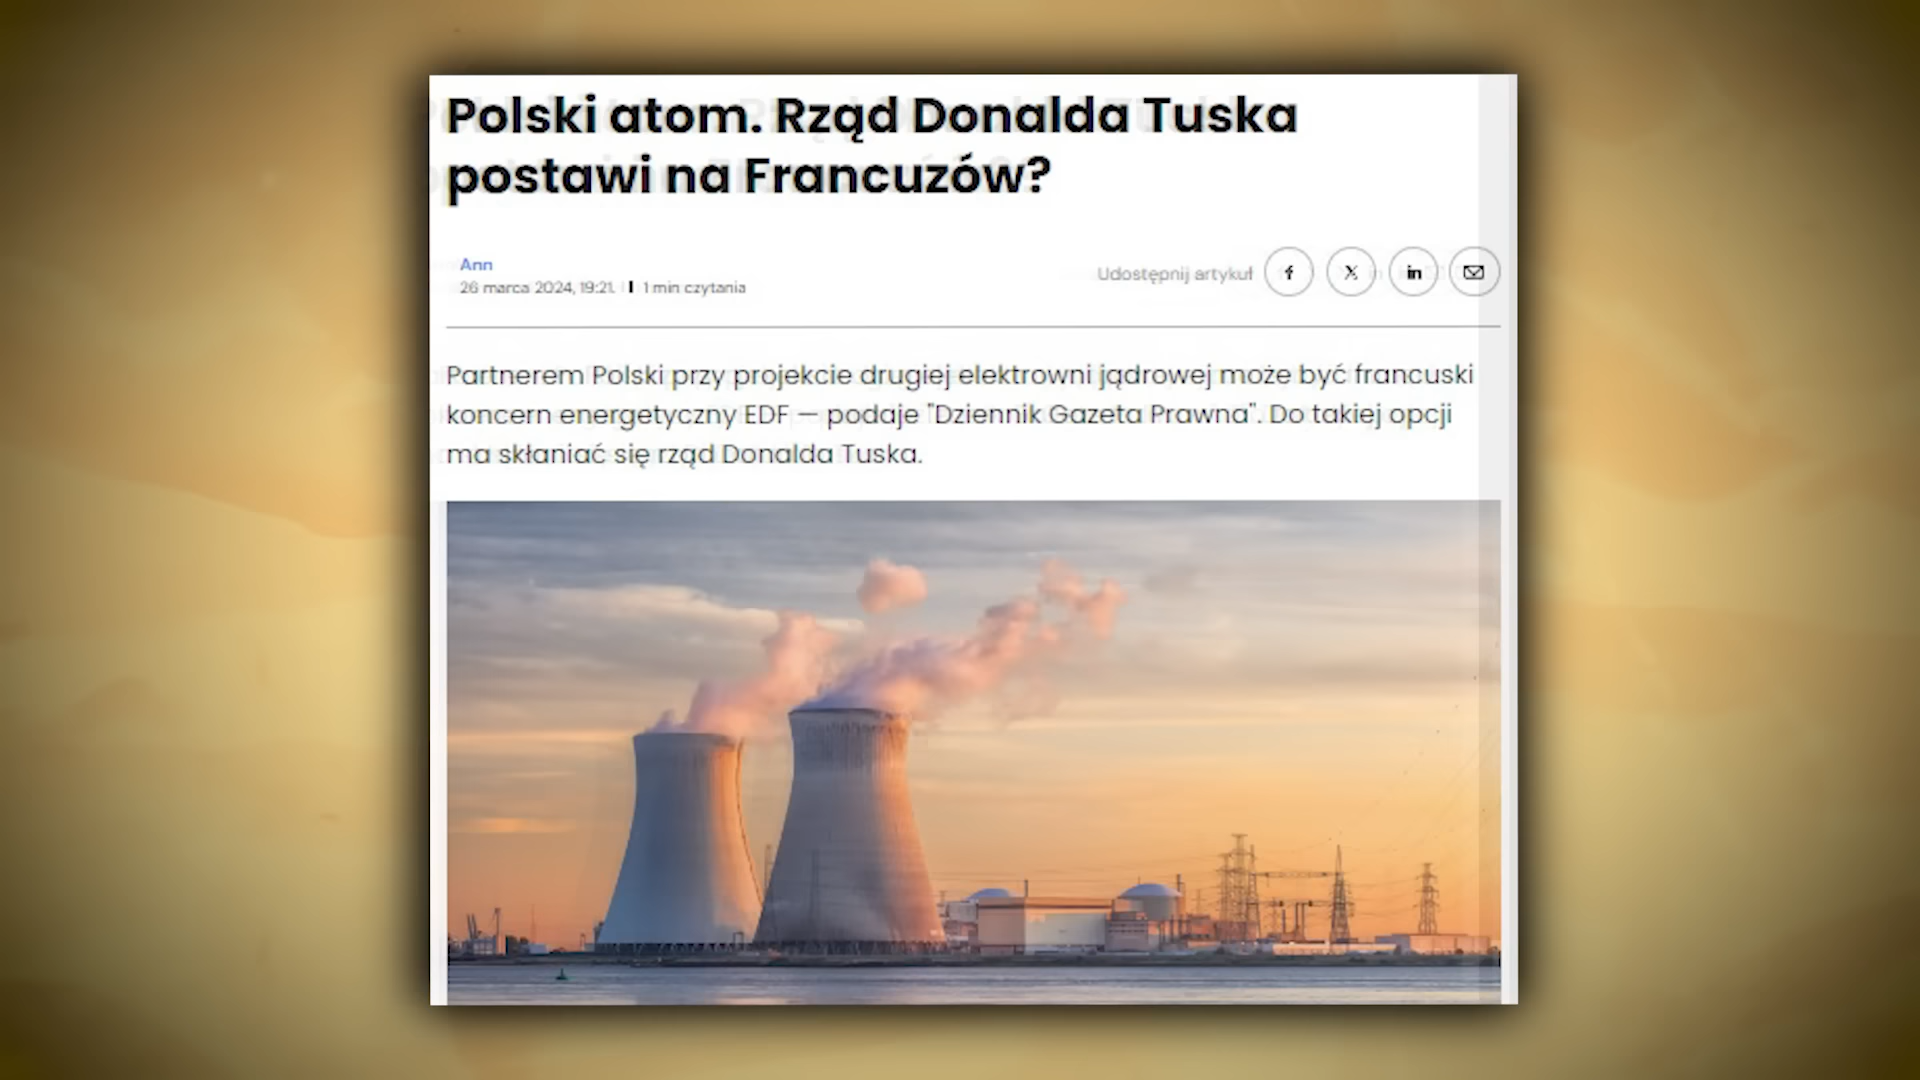 Polski atom. Rząd Donalda Tuska
postawi na Francuzów?
Ann
26 marca 2024, 19:21. | 1 min czytania
Udostępnij artykuł
Partnerem Polski przy projekcie drugiej elektrowni jądrowej może być francuski
koncern energetyczny EDF — podaje "Dziennik Gazeta Prawna". Do takiej opcji
ma skłaniać się rząd Donalda Tuska.